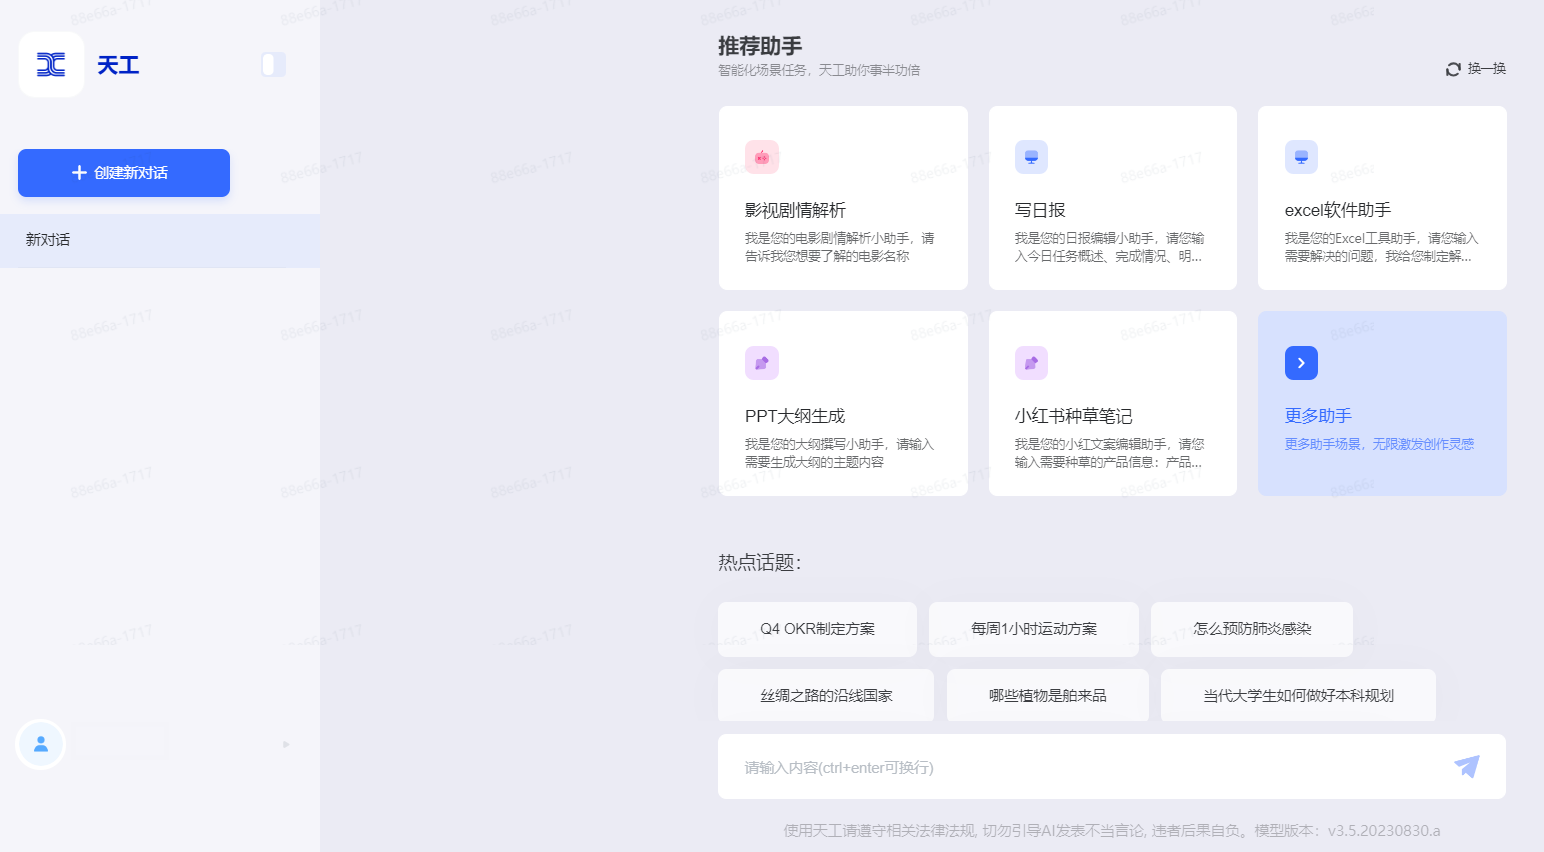 天工
创建新对话
新对话
推荐助手
智能化场景任务，天工助你事半功倍
换一换
影视剧情解析
我是您的电影剧情解析小助手，请
告诉我您想要了解的电影名称
写日报
我是您的日报编辑小助手，请您输
入今日任务概述、完成情况、明...
excel软件助手
我是您的Excel工具助手，请您输入
需要解决的问题，我给您制定解...
PPT大纲生成
我是您的大纲撰写小助手，请输入
需要生成大纲的主题内容
小红书种草笔记
我是您的小红文案编辑助手，请您
输入需要种草的产品信息：产品...
更多助手
更多助手场景，无限激发创作灵感
热点话题：
Q4 OKR制定方案
每周1小时运动方案
怎么预防肺炎感染
丝绸之路的沿线国家
哪些植物是舶来品
当代大学生如何做好本科规划
请输入内容(ctrl+enter可换行)
使用天工请遵守相关法律法规, 切勿引导AI发表不当言论, 违者后果自负。模型版本：v3.5.20230830.a
88e66a-1717